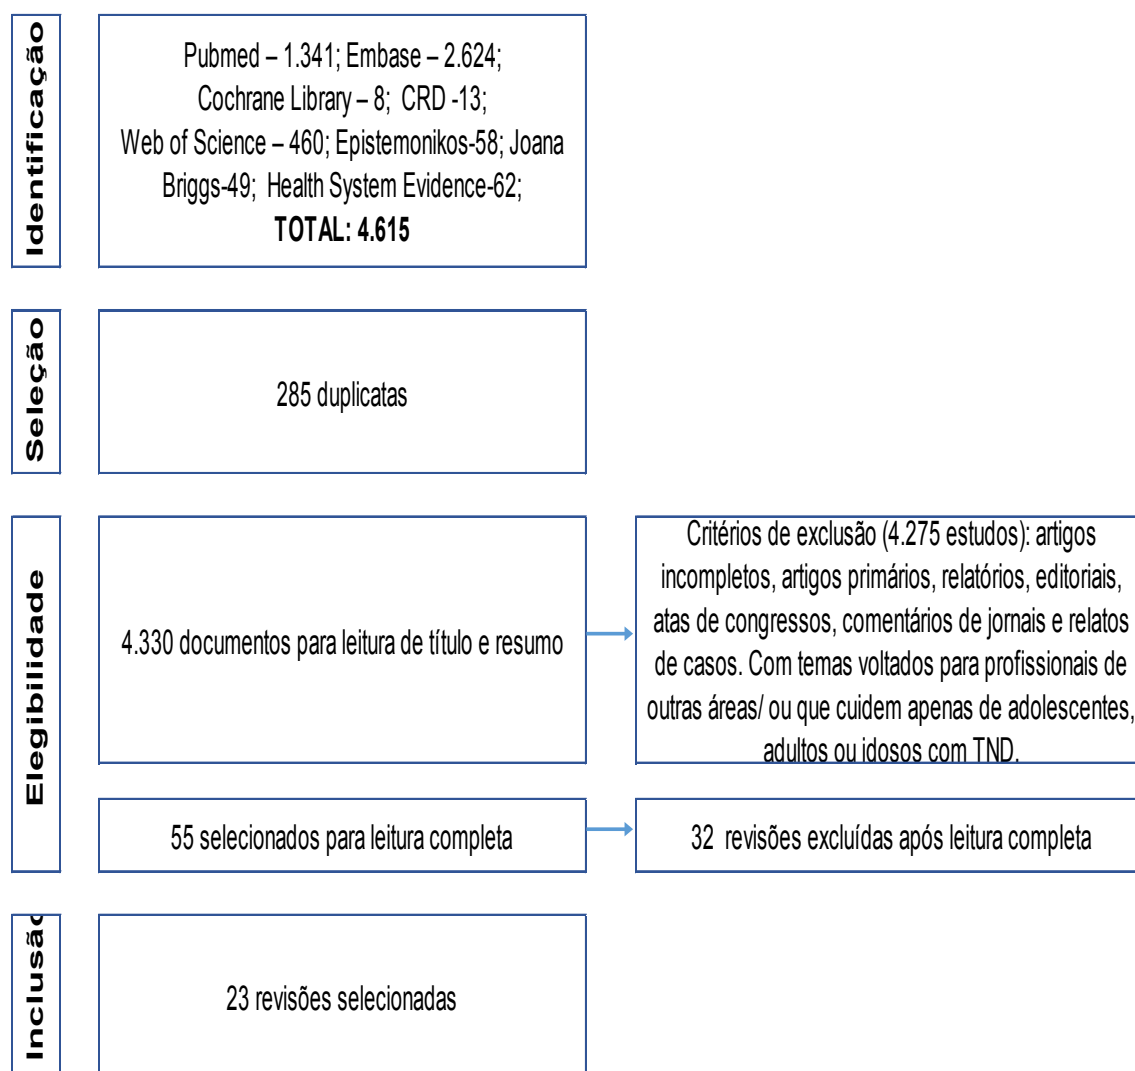 Identificação
Pubmed – 1.341; Embase – 2.624;
Cochrane Library – 8; CRD -13;
Web of Science – 460; Epistemonikos-58; Joana
Briggs-49; Health System Evidence-62;
TOTAL: 4.615
Seleção
285 duplicatas
Elegibilidade
4.330 documentos para leitura de título e resumo
Critérios de exclusão (4.275 estudos): artigos
incompletos, artigos primários, relatórios, editoriais,
atas de congressos, comentários de jornais e relatos
de casos. Com temas voltados para profissionais de
outras áreas/ ou que cuidem apenas de adolescentes,
adultos ou idosos com TND.
55 selecionados para leitura completa
32 revisões excluídas após leitura completa
Inclusão
23 revisões selecionadas